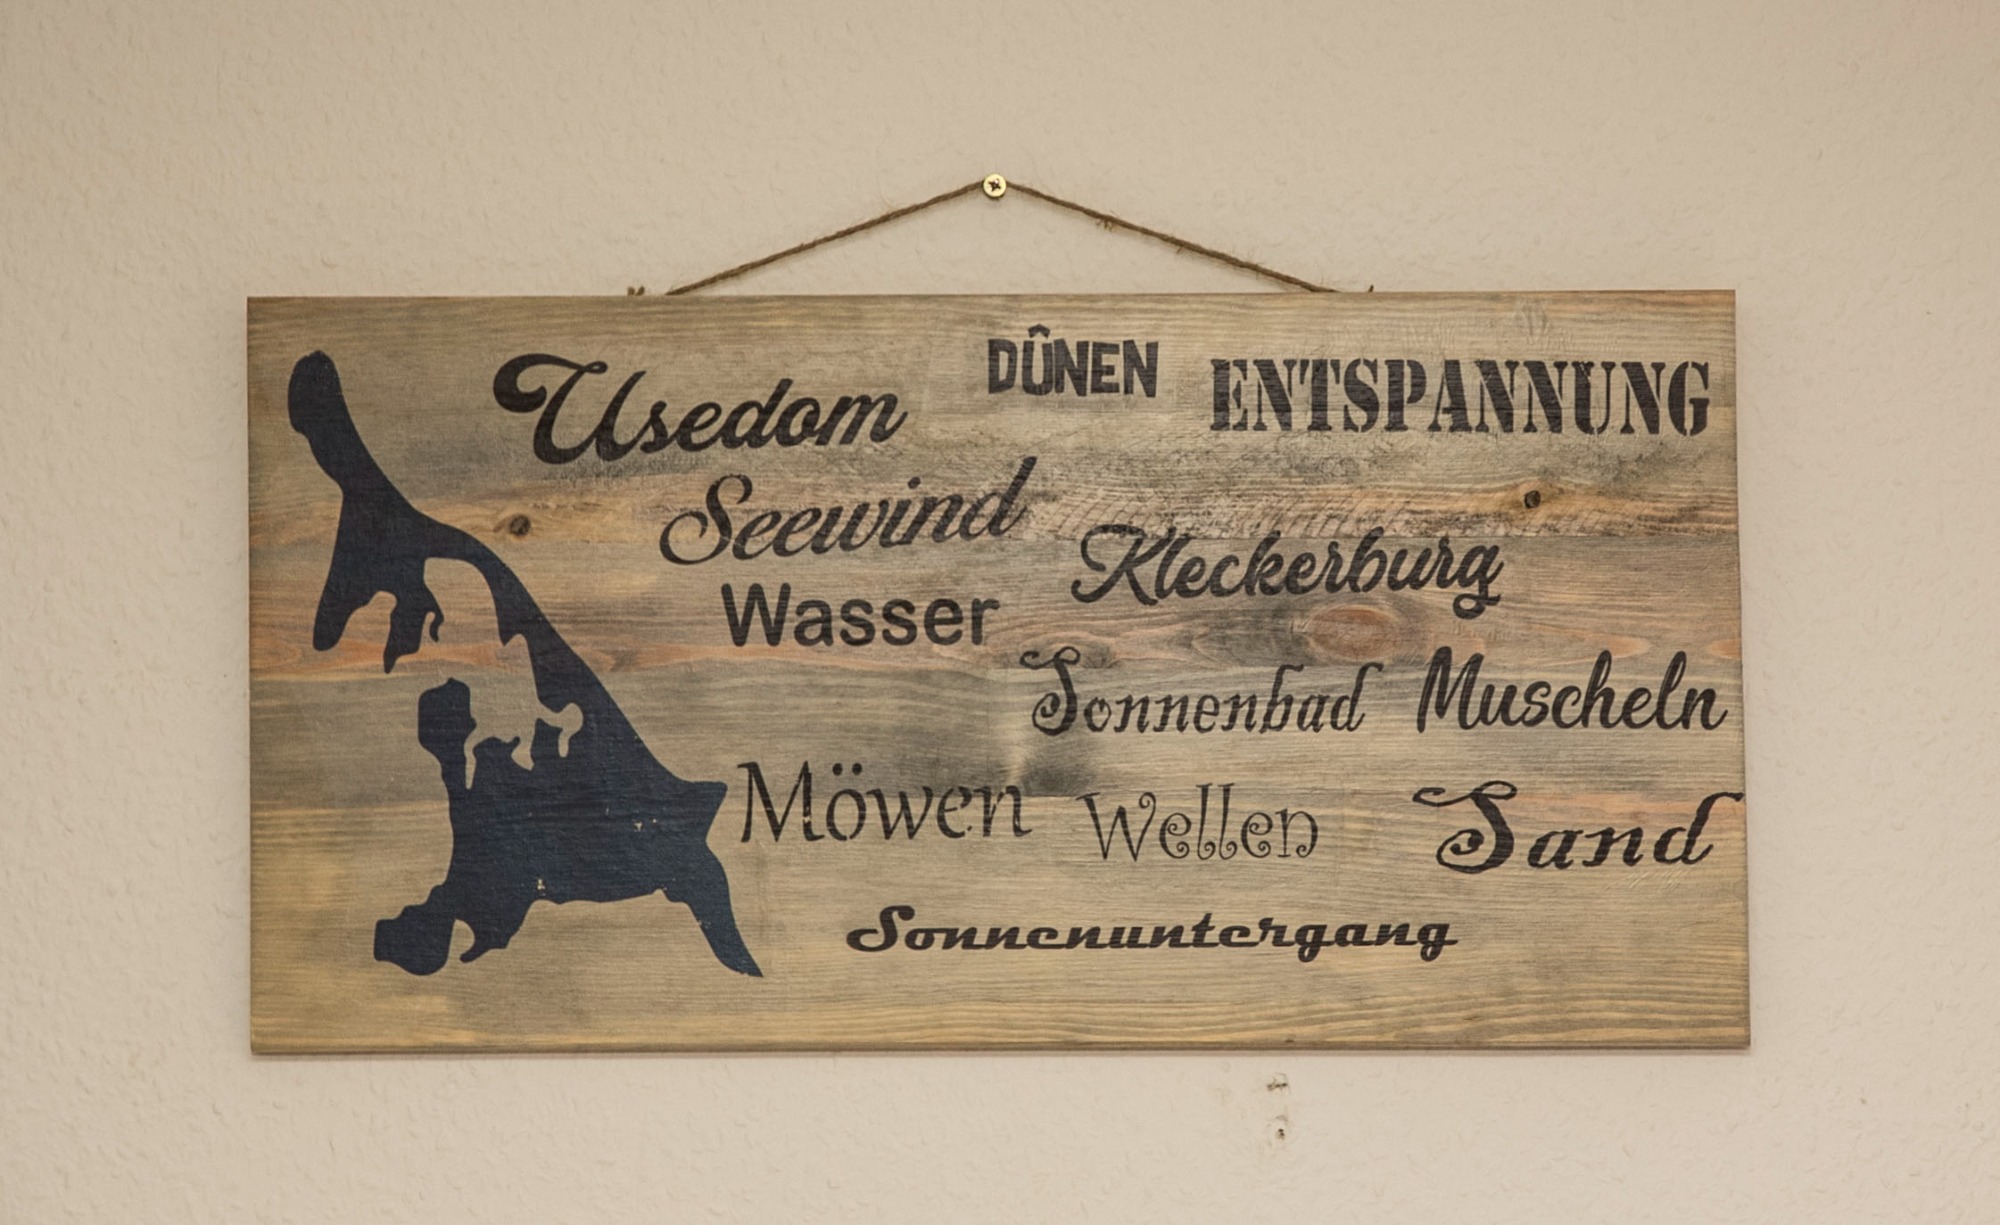 Usedom
DÛNEN
ENTSPANNUNG
Seewind
Kleckerburg
Wasser
Sonnenbad
Muscheln
Möwen
Wellen
Sand
Sonnenuntergang